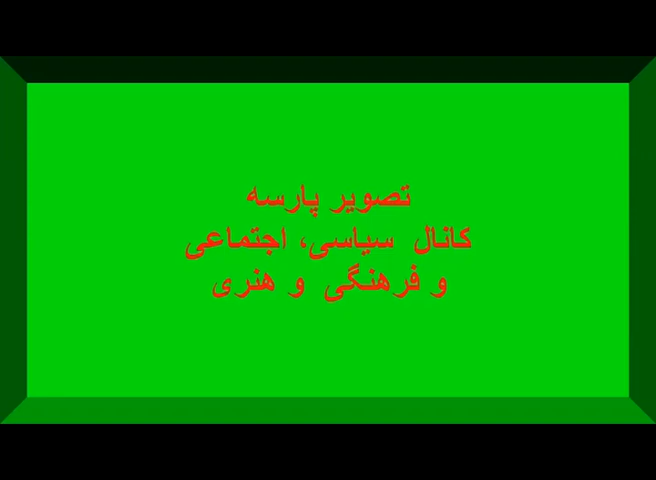 تصویر پارسه
کانال سیاسی، اجتماعی
و فرهنگی و هنری